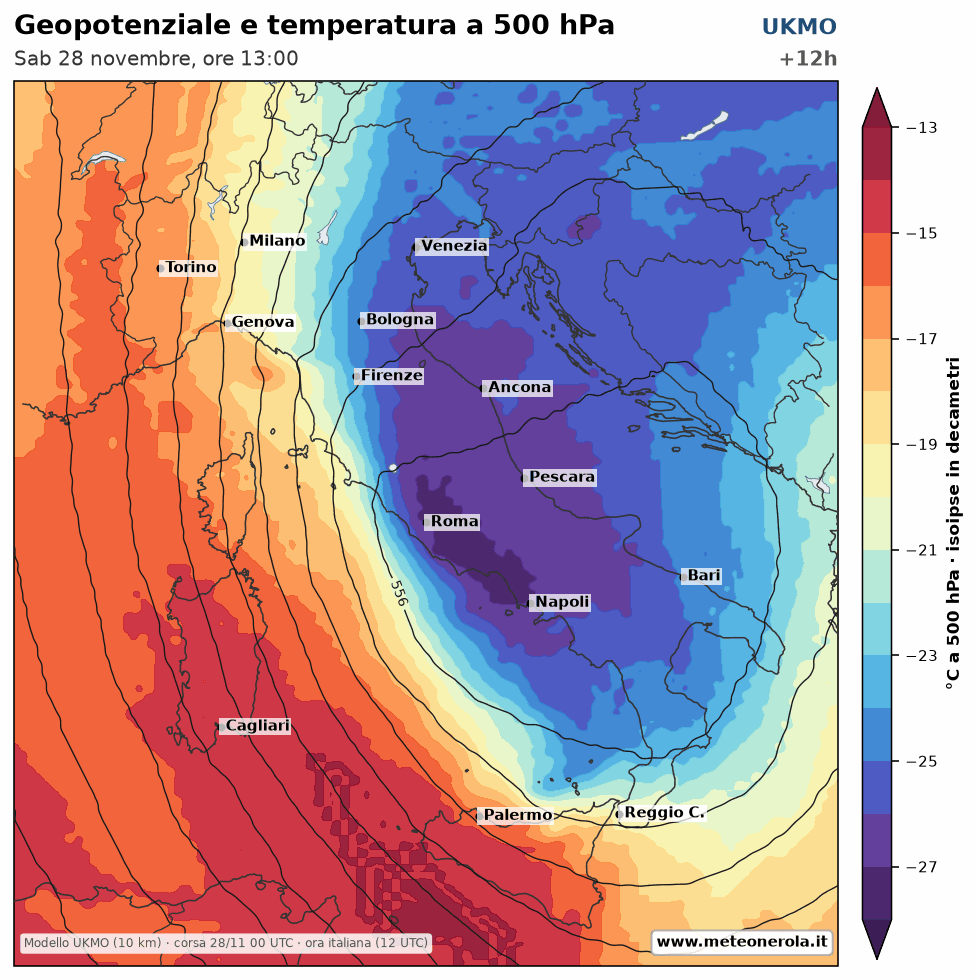 Geopotenziale e temperatura a 500 hPa
UKMO
Sab 28 novembre, ore 13:00
+12h
−13
−15
−17
−19
−21
−23
−25
−27
°C a 500 hPa · isoipse in decametri
Milano
Venezia
Torino
Genova
Bologna
Firenze
Ancona
Pescara
Roma
Bari
556
Napoli
Cagliari
Palermo
Reggio C.
Modello UKMO (10 km) · corsa 28/11 00 UTC · ora italiana (12 UTC)
www.meteonerola.it